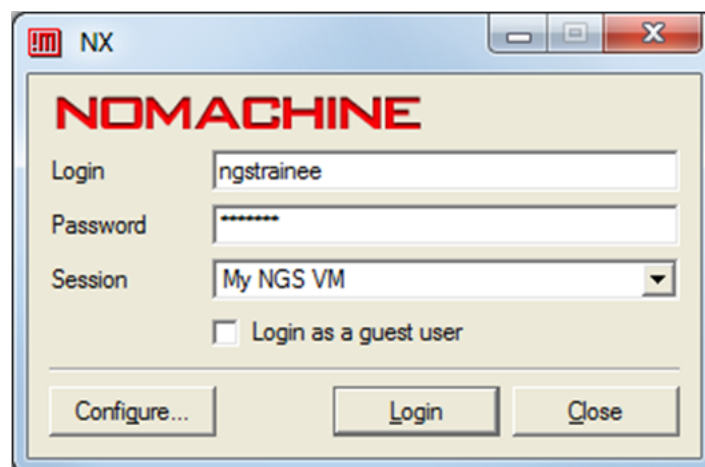 !m NX
NOMACHINE
Login ngstrainee
Password *******
Session My NGS VM
Login as a guest user
Configure... Login Close